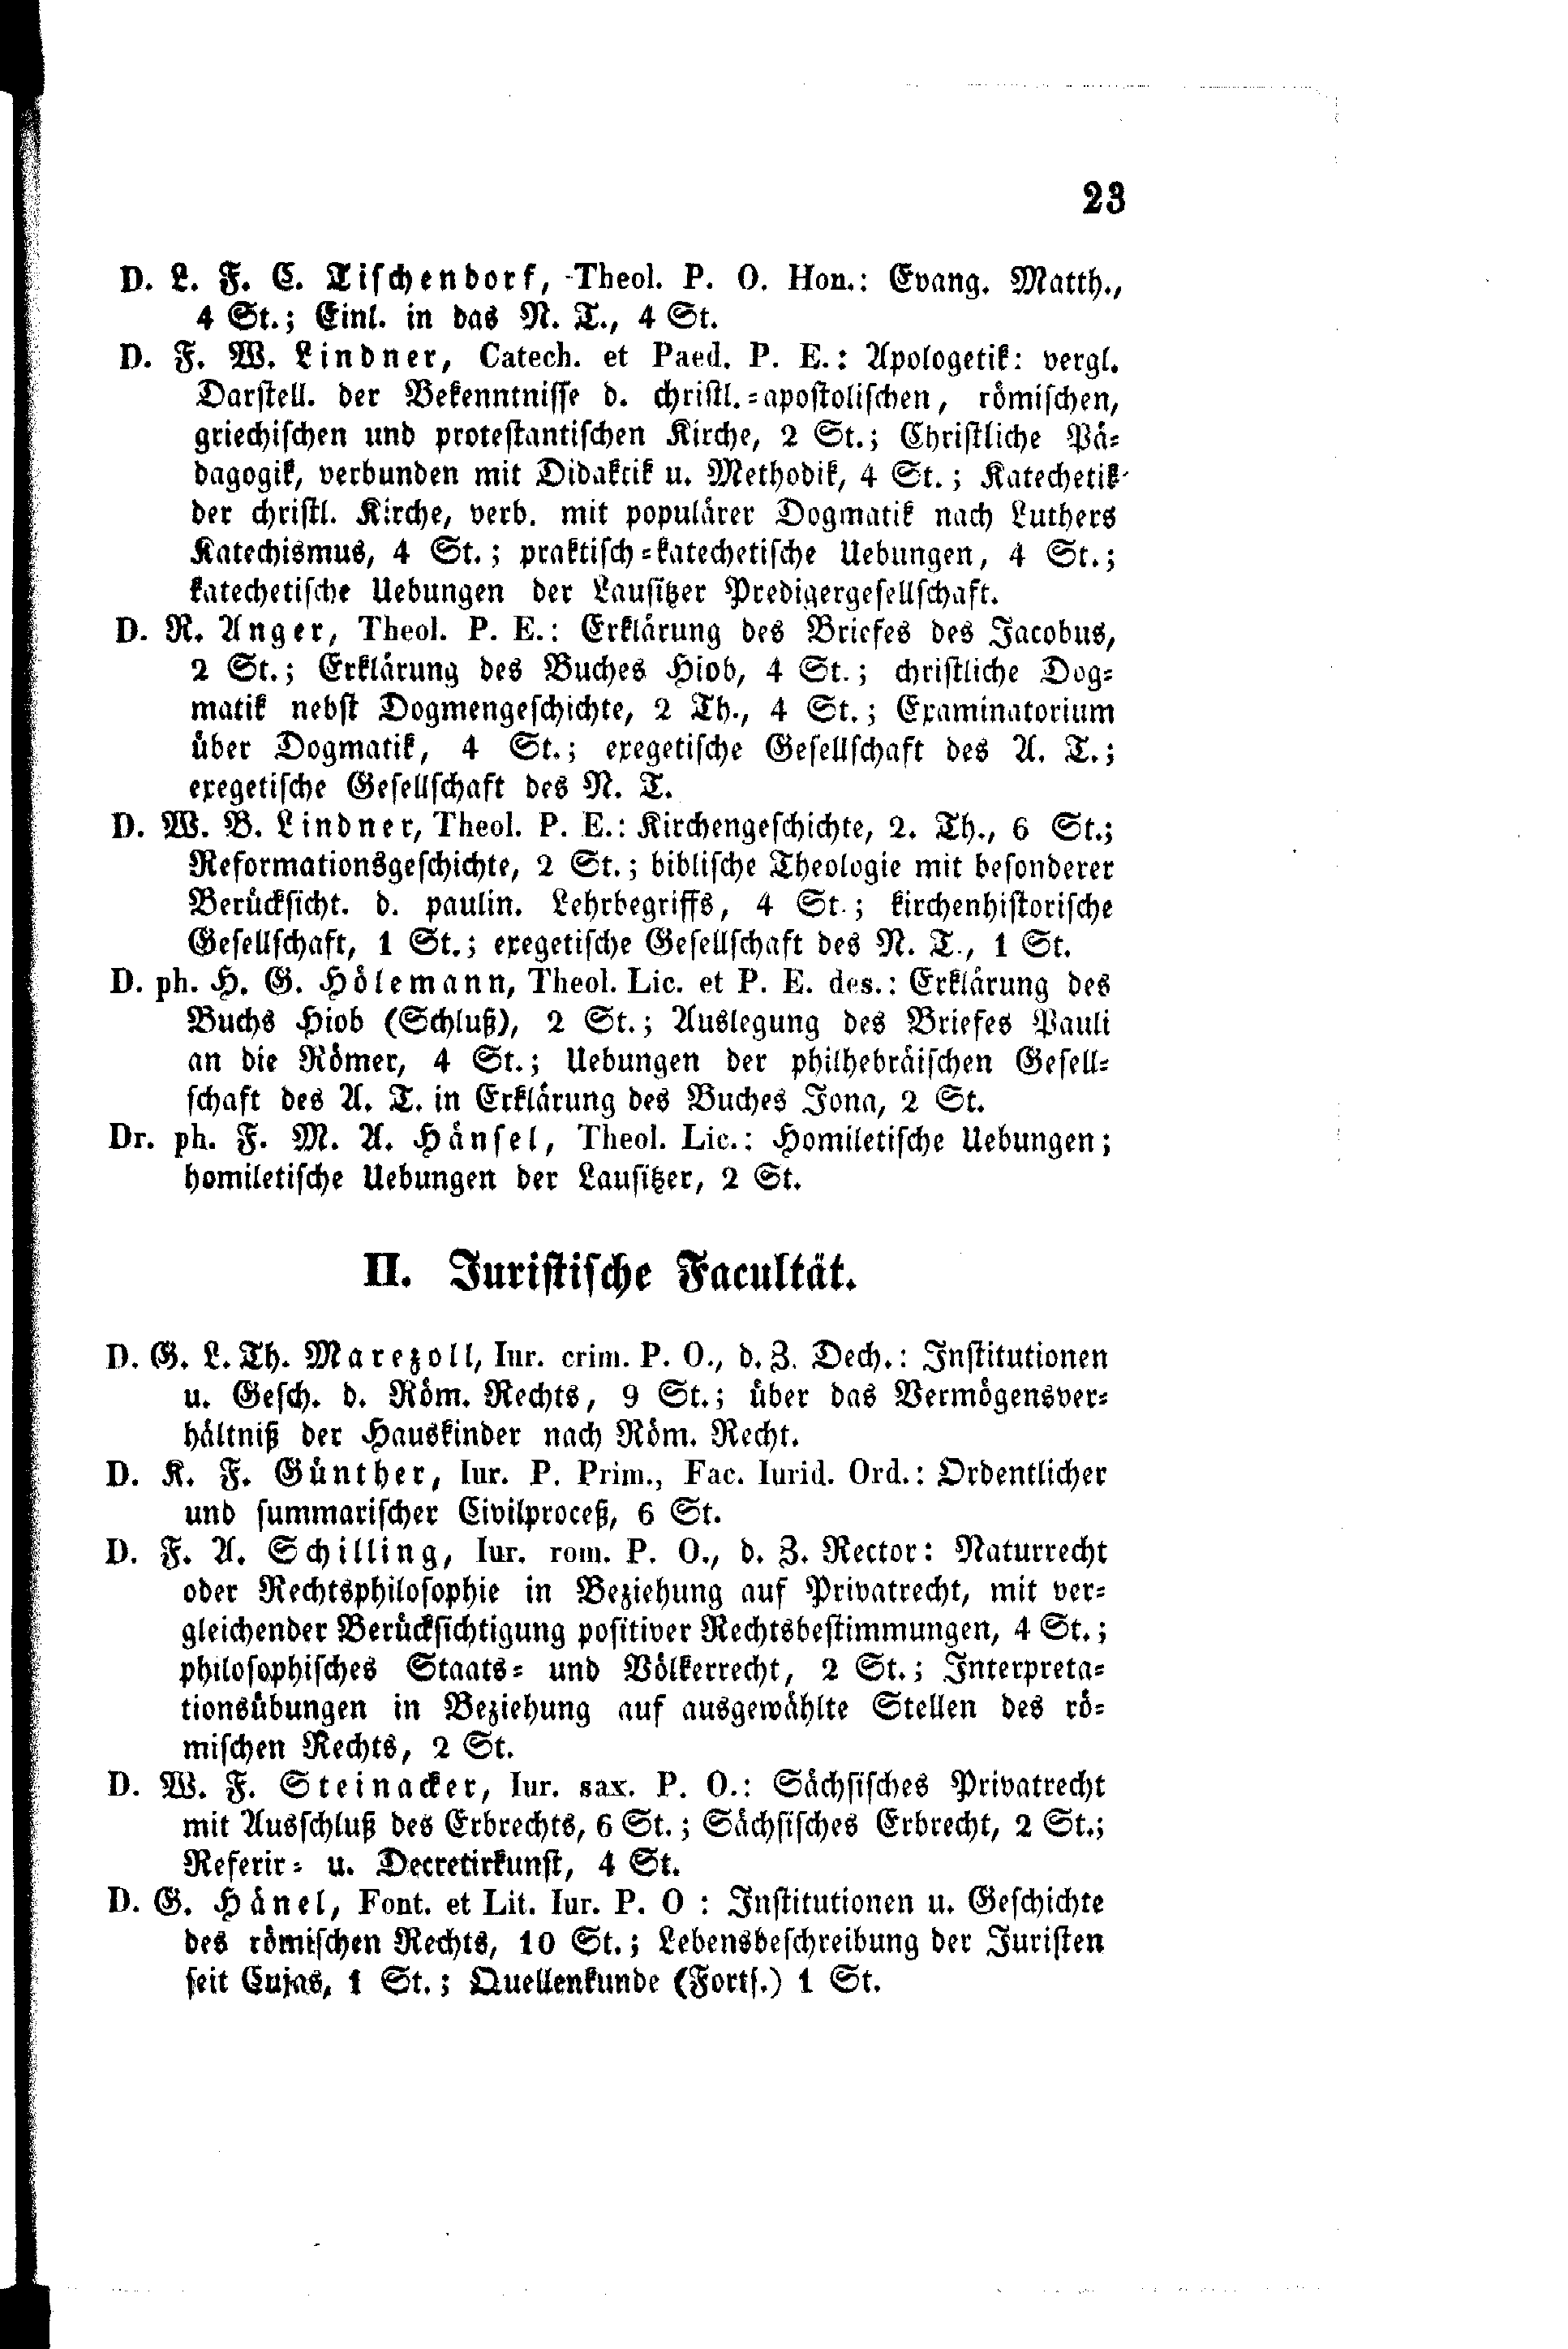 23
D. L. F. C. Tischendorf, Theol. P. O. Hon.: Evang. Matth.,
4 St.; Einl. in das N. T., 4 St.
D. F. W. Lindner, Catech. et Paed. P. E.: Apologetik: vergl.
Darstell. der Bekenntnisse d. christl.=apostolischen, römischen,
griechischen und protestantischen Kirche, 2 St.; Christliche Pä=
dagogik, verbunden mit Didaktik u. Methodik, 4 St.; Katechetik
der christl. Kirche, verb. mit populärer Dogmatik nach Luthers
Katechismus, 4 St.; praktisch=katechetische Uebungen, 4 St.;
katechetische Uebungen der Lausitzer Predigergesellschaft.
D. R. Anger, Theol. P. E.: Erklärung des Briefes des Jacobus,
2 St.; Erklärung des Buches Hiob, 4 St.; christliche Dog=
matik nebst Dogmengeschichte, 2 Th., 4 St.; Examinatorium
über Dogmatik, 4 St.; exegetische Gesellschaft des A. T.;
exegetische Gesellschaft des N. T.
D. W. B. Lindner, Theol. P. E.: Kirchengeschichte, 2. Th., 6 St.;
Reformationsgeschichte, 2 St.; biblische Theologie mit besonderer
Berücksicht. d. paulin. Lehrbegriffs, 4 St.; kirchenhistorische
Gesellschaft, 1 St.; exegetische Gesellschaft des N. T., 1 St.
D. ph. H. G. Hölemann, Theol. Lic. et P. E. des.: Erklärung des
Buchs Hiob (Schluß), 2 St.; Auslegung des Briefes Pauli
an die Römer, 4 St.; Uebungen der philhebräischen Gesell=
schaft des A. T. in Erklärung des Buches Jona, 2 St.
Dr. ph. F. M. A. Hänsel, Theol. Lic.: Homiletische Uebungen;
homiletische Uebungen der Lausitzer, 2 St.
II. Juristische Facultät.
D. G. L. Th. Marezoll, Iur. crim. P. O., d. Z. Dech.: Institutionen
u. Gesch. d. Röm. Rechts, 9 St.; über das Vermögensver=
hältniß der Hauskinder nach Röm. Recht.
D. K. F. Günther, Iur. P. Prim., Fac. Iurid. Ord.: Ordentlicher
und summarischer Civilproceß, 6 St.
D. F. A. Schilling, Iur. rom. P. O., d. Z. Rector: Naturrecht
oder Rechtsphilosophie in Beziehung auf Privatrecht, mit ver=
gleichender Berücksichtigung positiver Rechtsbestimmungen, 4 St.;
philosophisches Staats= und Völkerrecht, 2 St.; Interpreta=
tionsübungen in Beziehung auf ausgewählte Stellen des rö=
mischen Rechts, 2 St.
D. W. F. Steinacker, Iur. sax. P. O.: Sächsisches Privatrecht
mit Ausschluß des Erbrechts, 6 St.; Sächsisches Erbrecht, 2 St.;
Referir= u. Decretirkunst, 4 St.
D. G. Hänel, Font. et Lit. Iur. P. O : Institutionen u. Geschichte
des römischen Rechts, 10 St.; Lebensbeschreibung der Juristen
seit Cujas, 1 St.; Quellenkunde (Forts.) 1 St.